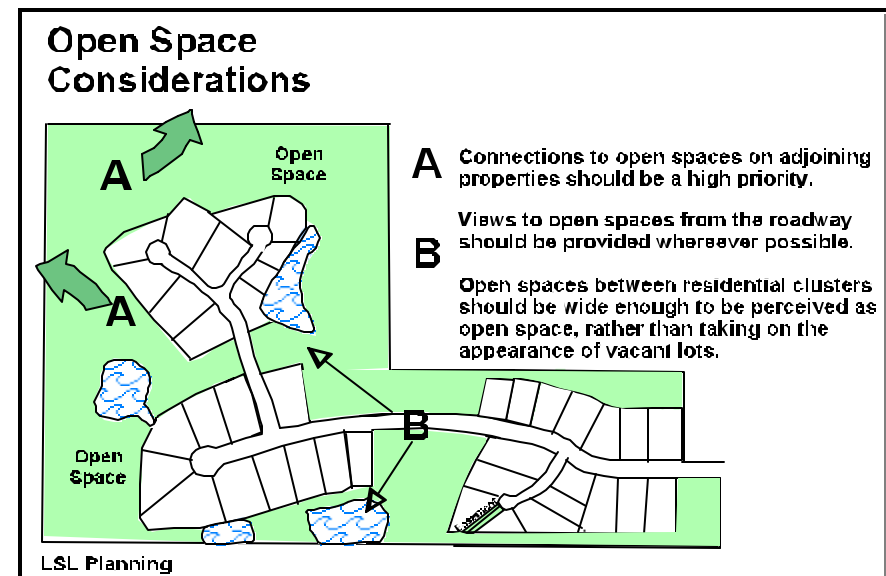 Open Space
Considerations
A
Open
Space
A
Connections to open spaces on adjoining
properties should be a high priority.
B
Views to open spaces from the roadway
should be provided whereever possible.
Open spaces between residential clusters
should be wide enough to be perceived as
open space, rather than taking on the
appearance of vacant lots.
A
B
Open
Space
Easement
LSL Planning